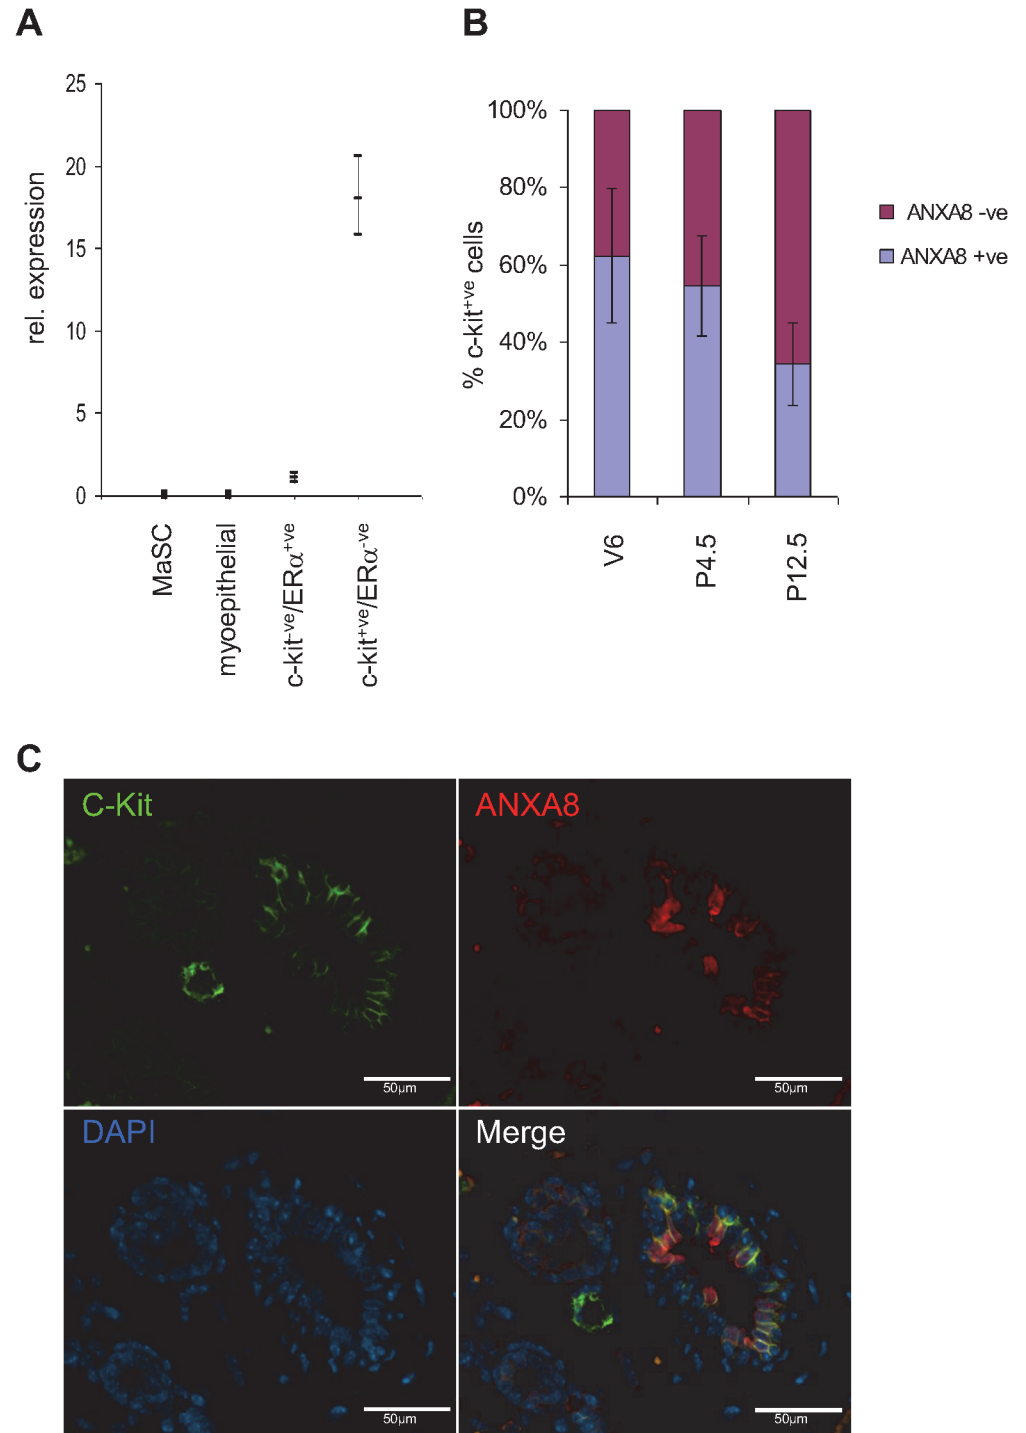 A
rel. expression
25
20
15
10
5
0
MaSC
myoepithelial
c-kit-ve/ERα+ve
c-kit+ve/ERα-ve
B
% c-kit+ve cells
100%
80%
60%
40%
20%
0%
V6
P4.5
P12.5
ANXA8 -ve
ANXA8 +ve
C
C-Kit
50µm
ANXA8
50µm
DAPI
50µm
Merge
50µm